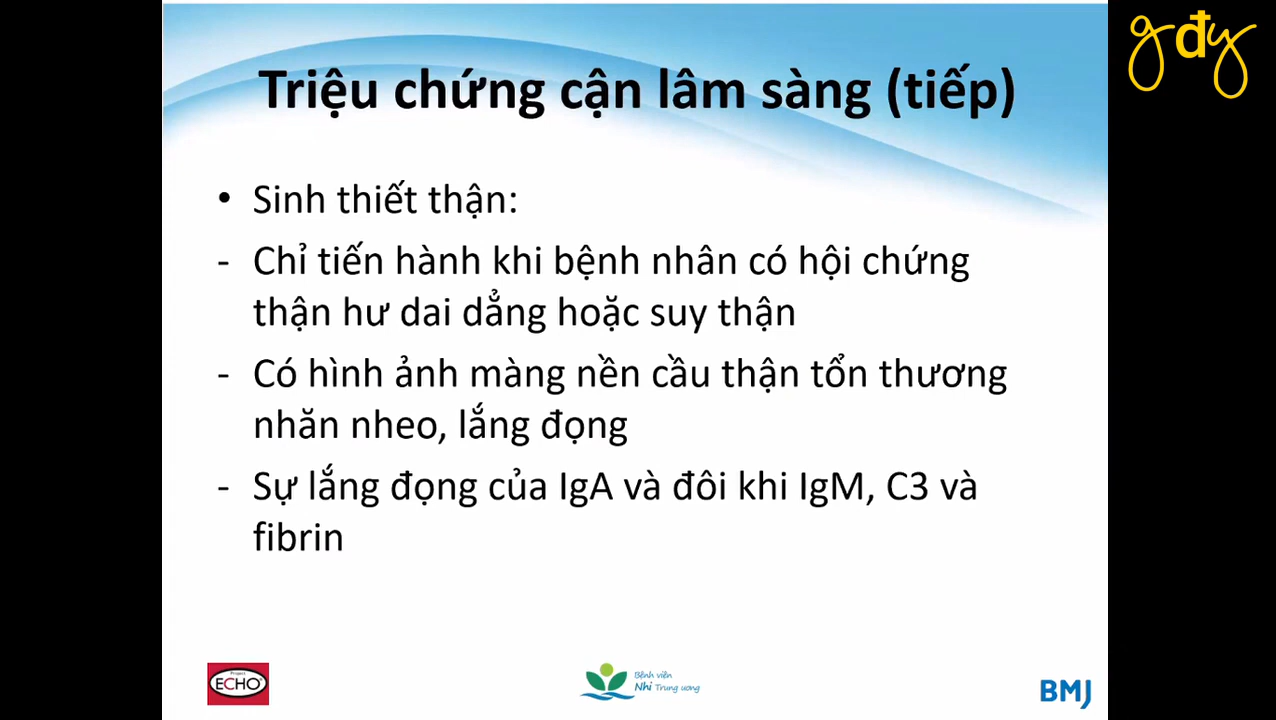 gđy
Triệu chứng cận lâm sàng (tiếp)
• Sinh thiết thận:
- Chỉ tiến hành khi bệnh nhân có hội chứng
thận hư dai dẳng hoặc suy thận
- Có hình ảnh màng nền cầu thận tổn thương
nhăn nheo, lắng đọng
- Sự lắng đọng của IgA và đôi khi IgM, C3 và
fibrin
Project
ECHO
Bệnh viện
Nhi Trung ương
BMJ